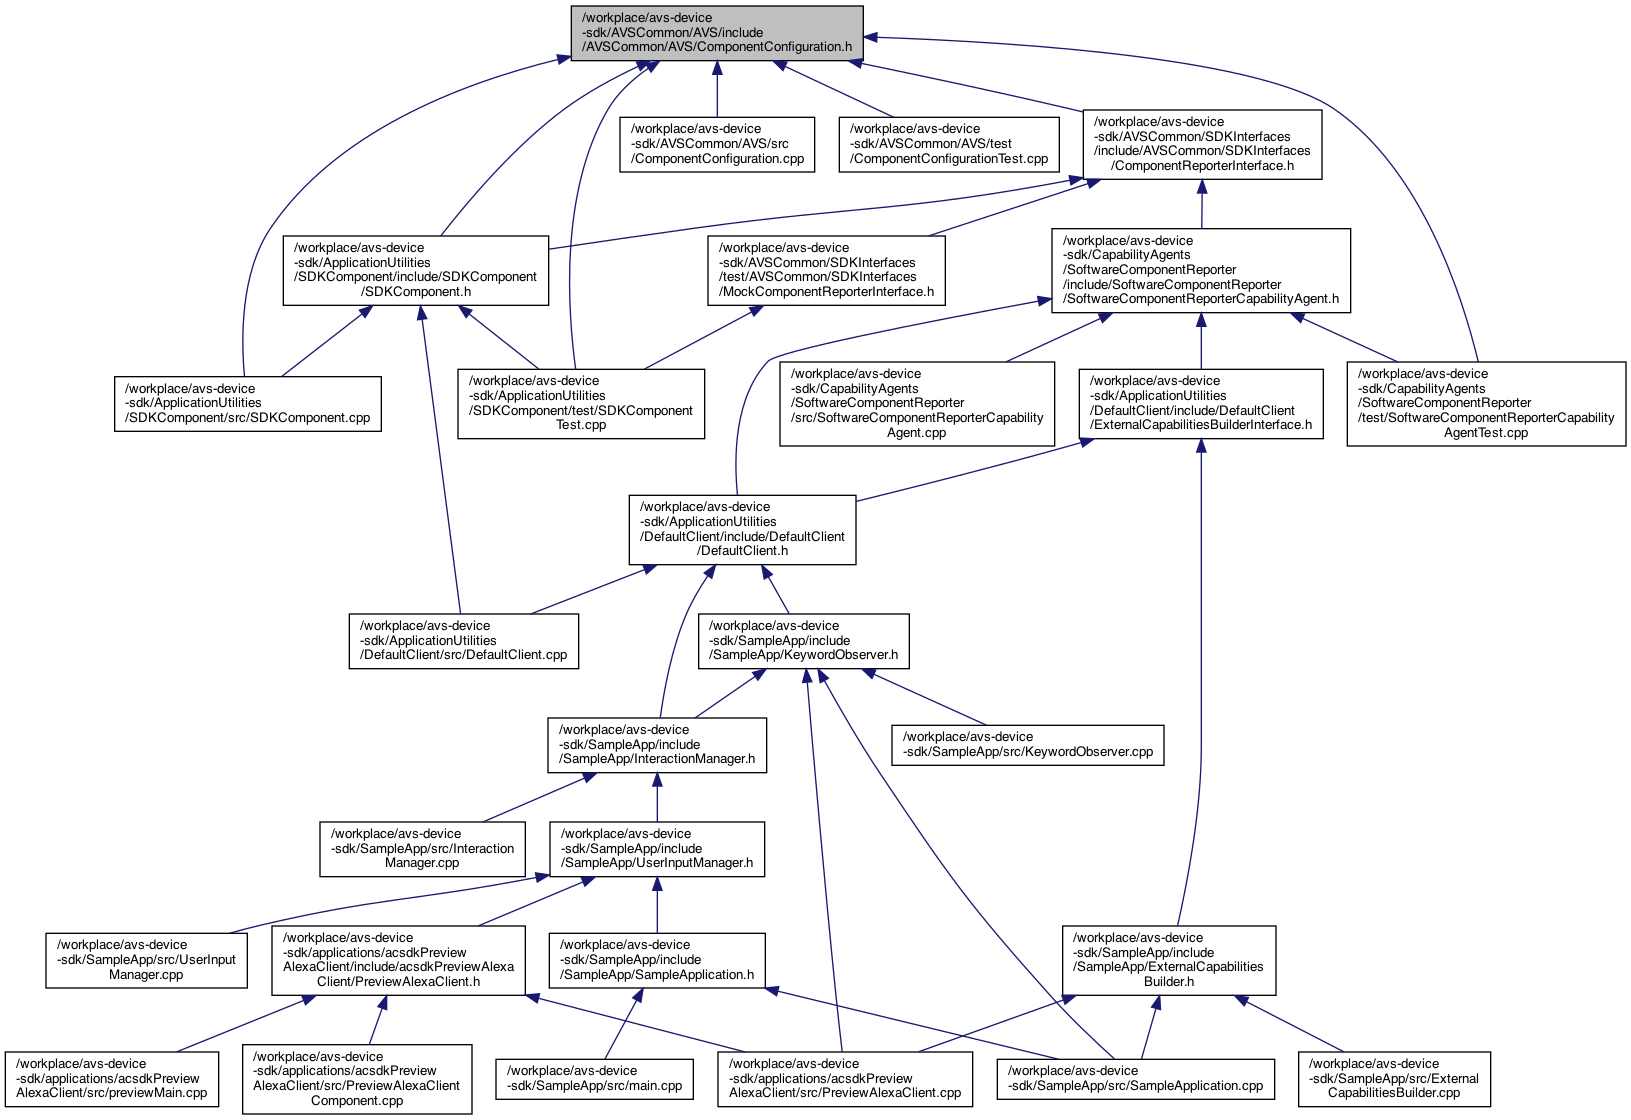 /workplace/avs-device
-sdk/AVSCommon/AVS/include
/AVSCommon/AVS/ComponentConfiguration.h
/workplace/avs-device
-sdk/AVSCommon/AVS/src
/ComponentConfiguration.cpp
/workplace/avs-device
-sdk/AVSCommon/AVS/test
/ComponentConfigurationTest.cpp
/workplace/avs-device
-sdk/AVSCommon/SDKInterfaces
/include/AVSCommon/SDKInterfaces
/ComponentReporterInterface.h
/workplace/avs-device
-sdk/ApplicationUtilities
/SDKComponent/include/SDKComponent
/SDKComponent.h
/workplace/avs-device
-sdk/AVSCommon/SDKInterfaces
/test/AVSCommon/SDKInterfaces
/MockComponentReporterInterface.h
/workplace/avs-device
-sdk/CapabilityAgents
/SoftwareComponentReporter
/include/SoftwareComponentReporter
/SoftwareComponentReporterCapabilityAgent.h
/workplace/avs-device
-sdk/ApplicationUtilities
/SDKComponent/src/SDKComponent.cpp
/workplace/avs-device
-sdk/ApplicationUtilities
/SDKComponent/test/SDKComponent
Test.cpp
/workplace/avs-device
-sdk/CapabilityAgents
/SoftwareComponentReporter
/src/SoftwareComponentReporterCapability
Agent.cpp
/workplace/avs-device
-sdk/ApplicationUtilities
/DefaultClient/include/DefaultClient
/ExternalCapabilitiesBuilderInterface.h
/workplace/avs-device
-sdk/CapabilityAgents
/SoftwareComponentReporter
/test/SoftwareComponentReporterCapability
AgentTest.cpp
/workplace/avs-device
-sdk/ApplicationUtilities
/DefaultClient/include/DefaultClient
/DefaultClient.h
/workplace/avs-device
-sdk/ApplicationUtilities
/DefaultClient/src/DefaultClient.cpp
/workplace/avs-device
-sdk/SampleApp/include
/SampleApp/KeywordObserver.h
/workplace/avs-device
-sdk/SampleApp/include
/SampleApp/InteractionManager.h
/workplace/avs-device
-sdk/SampleApp/src/KeywordObserver.cpp
/workplace/avs-device
-sdk/SampleApp/src/Interaction
Manager.cpp
/workplace/avs-device
-sdk/SampleApp/include
/SampleApp/UserInputManager.h
/workplace/avs-device
-sdk/SampleApp/src/UserInput
Manager.cpp
/workplace/avs-device
-sdk/applications/acsdkPreview
AlexaClient/include/acsdkPreviewAlexa
Client/PreviewAlexaClient.h
/workplace/avs-device
-sdk/SampleApp/include
/SampleApp/SampleApplication.h
/workplace/avs-device
-sdk/SampleApp/include
/SampleApp/ExternalCapabilities
Builder.h
/workplace/avs-device
-sdk/applications/acsdkPreview
AlexaClient/src/previewMain.cpp
/workplace/avs-device
-sdk/applications/acsdkPreview
AlexaClient/src/PreviewAlexaClient
Component.cpp
/workplace/avs-device
-sdk/SampleApp/src/main.cpp
/workplace/avs-device
-sdk/applications/acsdkPreview
AlexaClient/src/PreviewAlexaClient.cpp
/workplace/avs-device
-sdk/SampleApp/src/SampleApplication.cpp
/workplace/avs-device
-sdk/SampleApp/src/External
CapabilitiesBuilder.cpp